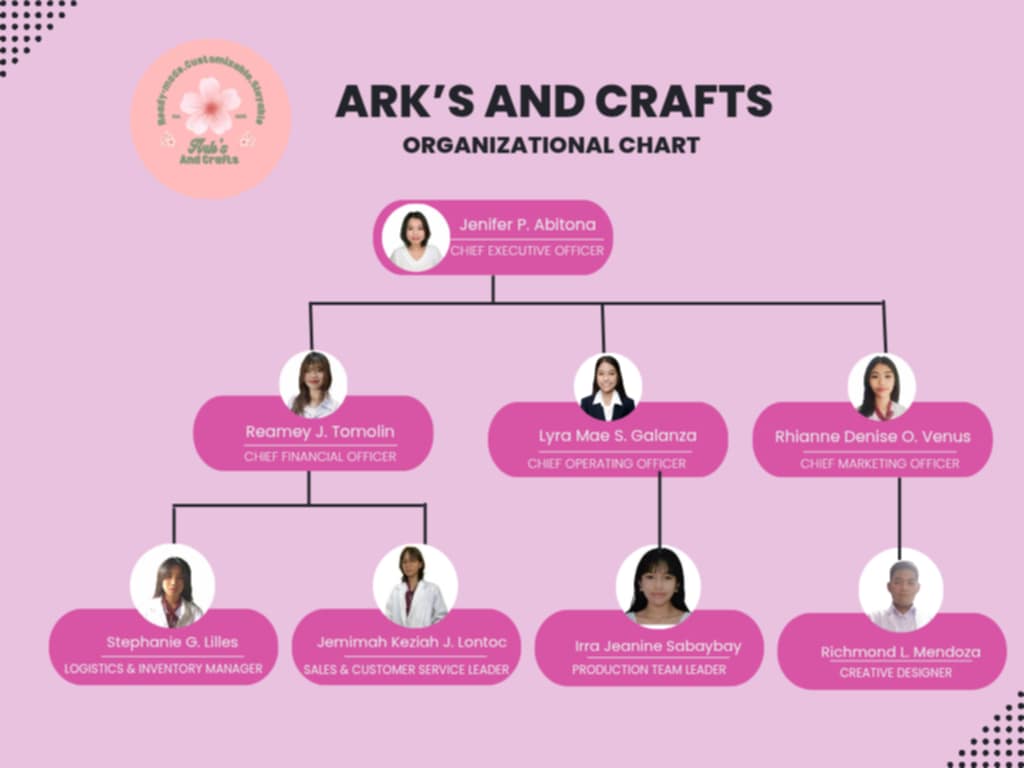 Ready-made.Customizable.Storable
Ark's
And Crafts
ARK’S AND CRAFTS
ORGANIZATIONAL CHART
Jenifer P. Abitona
CHIEF EXECUTIVE OFFICER
Reamey J. Tomolin
CHIEF FINANCIAL OFFICER
Lyra Mae S. Galanza
CHIEF OPERATING OFFICER
Rhianne Denise O. Venus
CHIEF MARKETING OFFICER
Stephanie G. Lilles
LOGISTICS & INVENTORY MANAGER
Jemimah Keziah J. Lontoc
SALES & CUSTOMER SERVICE LEADER
Irra Jeanine Sabaybay
PRODUCTION TEAM LEADER
Richmond L. Mendoza
CREATIVE DESIGNER